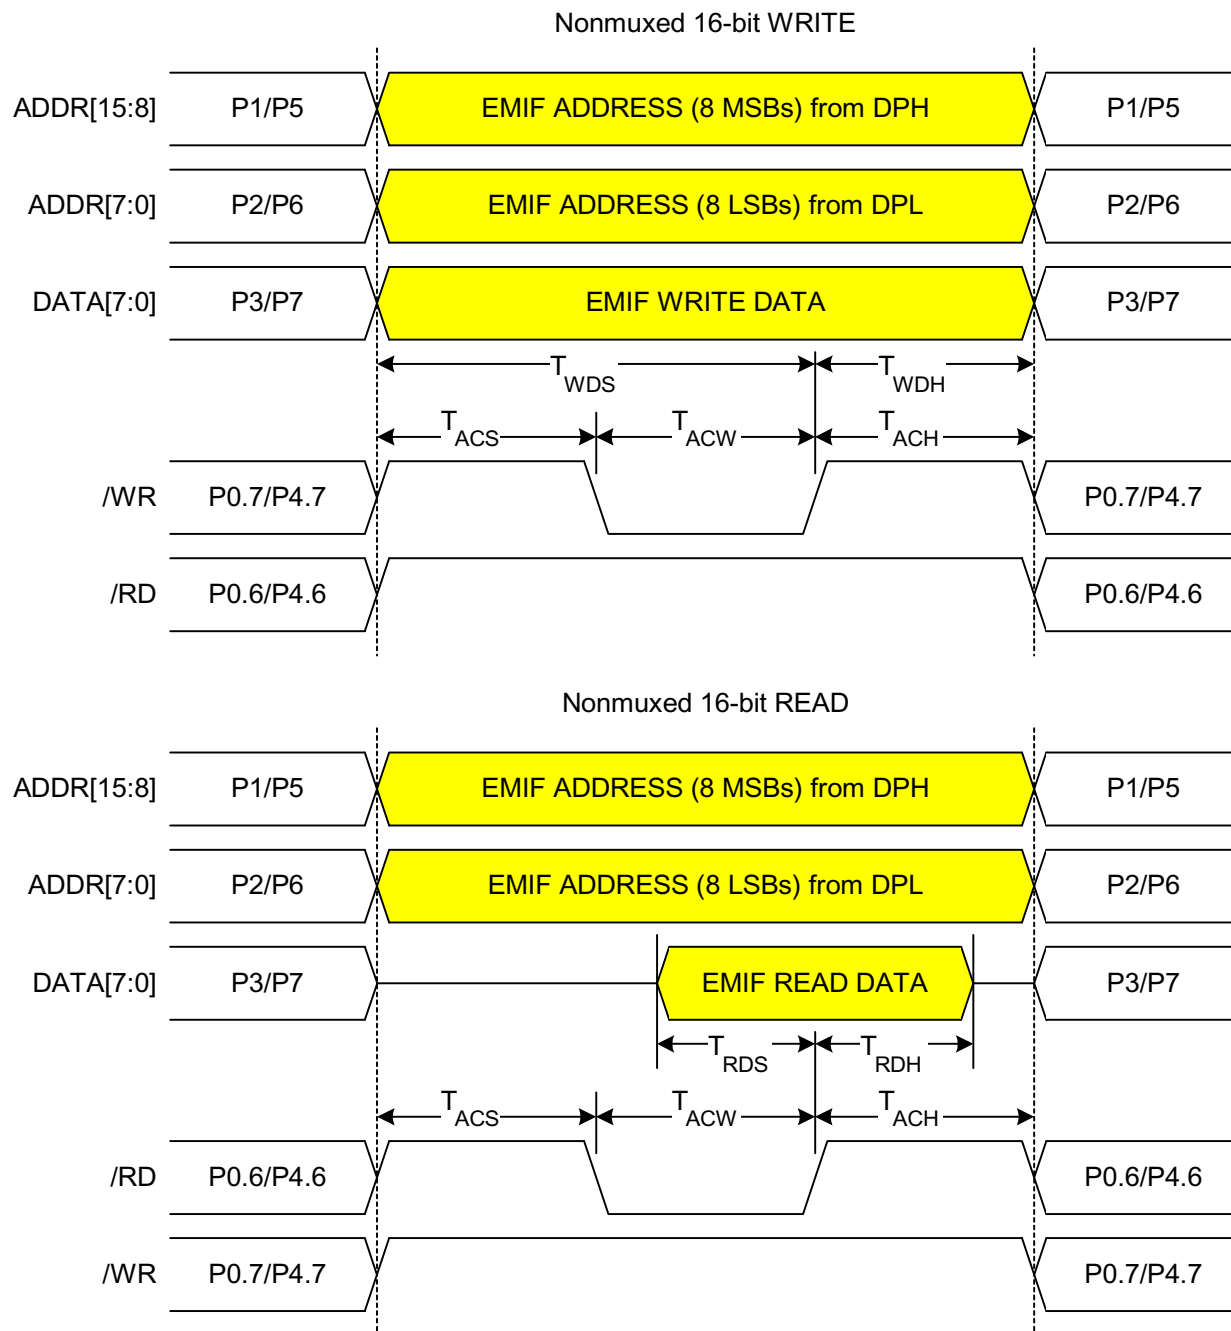 Nonmuxed 16-bit WRITE
ADDR[15:8] P1/P5 EMIF ADDRESS (8 MSBs) from DPH P1/P5
ADDR[7:0] P2/P6 EMIF ADDRESS (8 LSBs) from DPL P2/P6
DATA[7:0] P3/P7 EMIF WRITE DATA P3/P7
TWDS TWDH
TACS TACW TACH
/WR P0.7/P4.7 P0.7/P4.7
/RD P0.6/P4.6 P0.6/P4.6
Nonmuxed 16-bit READ
ADDR[15:8] P1/P5 EMIF ADDRESS (8 MSBs) from DPH P1/P5
ADDR[7:0] P2/P6 EMIF ADDRESS (8 LSBs) from DPL P2/P6
DATA[7:0] P3/P7 EMIF READ DATA P3/P7
TRDS TRDH
TACS TACW TACH
/RD P0.6/P4.6 P0.6/P4.6
/WR P0.7/P4.7 P0.7/P4.7